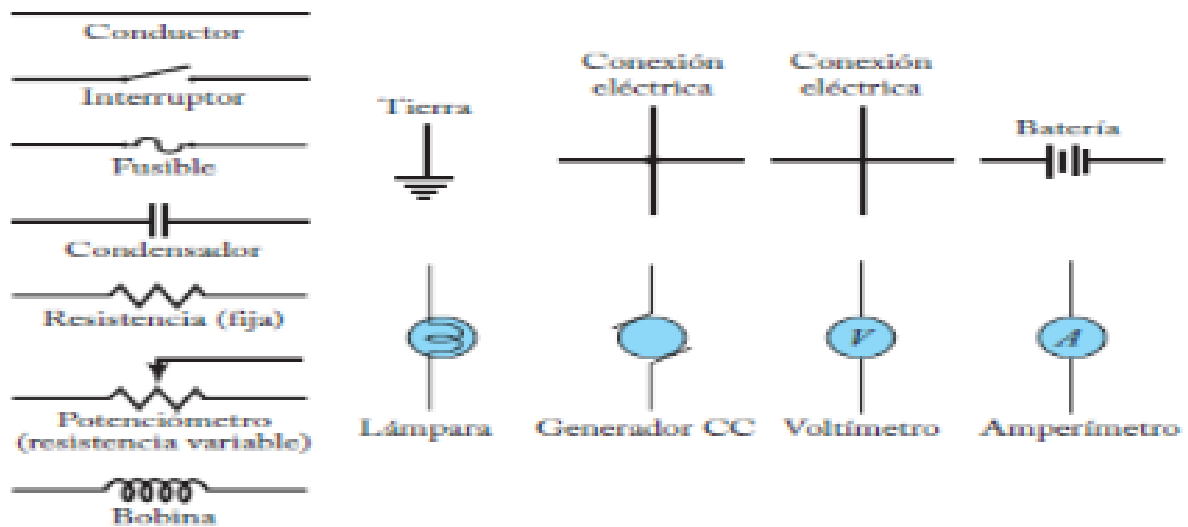 Conductor
Interruptor
Fusible
Condensador
Resistencia (fija)
Potenciómetro
(resistencia variable)
Bobina
Tierra
Conexión
eléctrica
Conexión
eléctrica
Batería
Lámpara
Generador CC
V
Voltímetro
A
Amperímetro